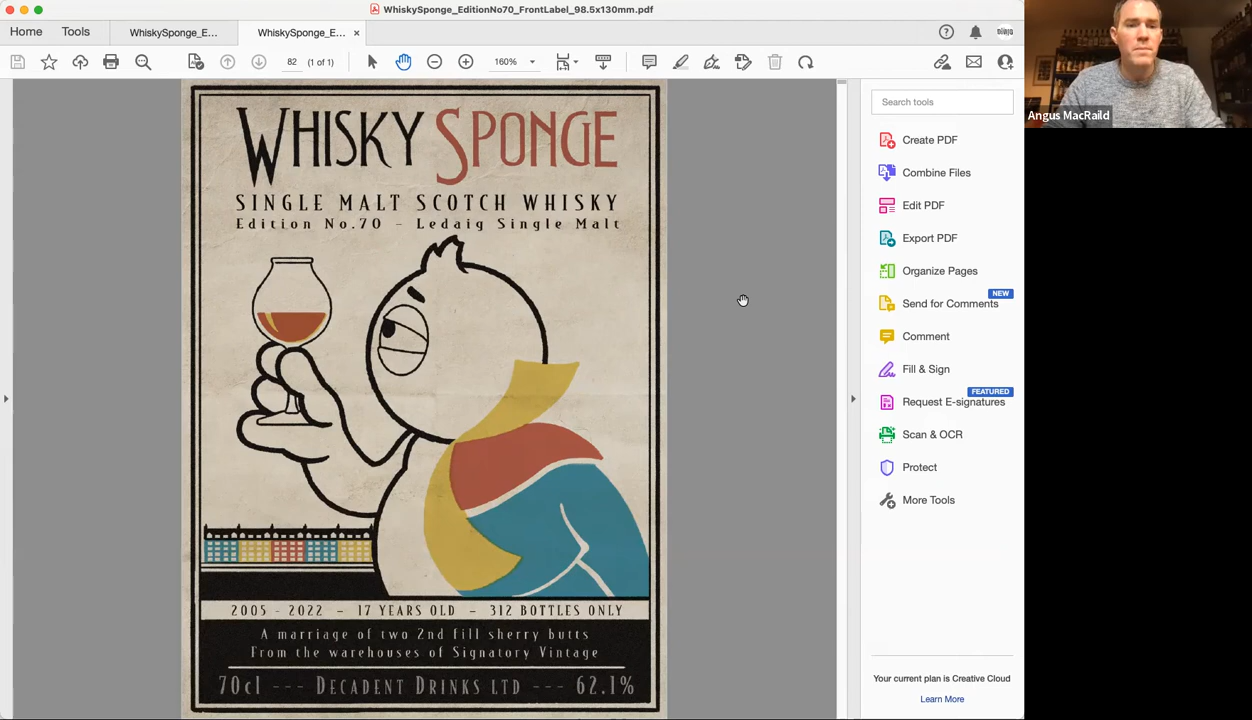 WhiskySponge_EditionNo70_FrontLabel_98.5x130mm.pdf
Home
Tools
WhiskySponge_E...
WhiskySponge_E...
82
(1 of 1)
160%
WHISKY SPONGE
SINGLE MALT SCOTCH WHISKY
Edition No.70 - Ledaig Single Malt
2005 - 2022 – 17 YEARS OLD – 312 BOTTLES ONLY
A marriage of two 2nd fill sherry butts
From the warehouses of Signatory Vintage
70cl --- DECADENT DRINKS LTD --- 62.1%
Search tools
Create PDF
Combine Files
Edit PDF
Export PDF
Organize Pages
NEW
Send for Comments
Comment
Fill & Sign
FEATURED
Request E-signatures
Scan & OCR
Protect
More Tools
Your current plan is Creative Cloud
Learn More
Angus MacRaild